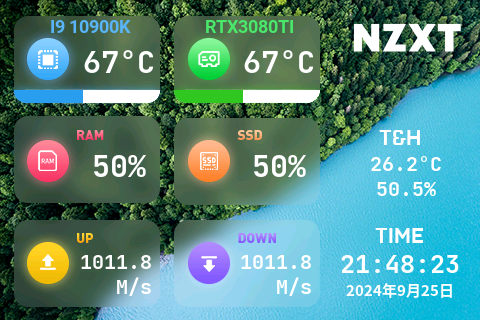 I9 10900K
67°C
RTX3080TI
67°C
NZXT
RAM
RAM
50%
SSD
SSD
50%
T&H
26.2°C
50.5%
UP
1011.8
M/s
DOWN
1011.8
M/s
TIME
21:48:23
2024年9月25日